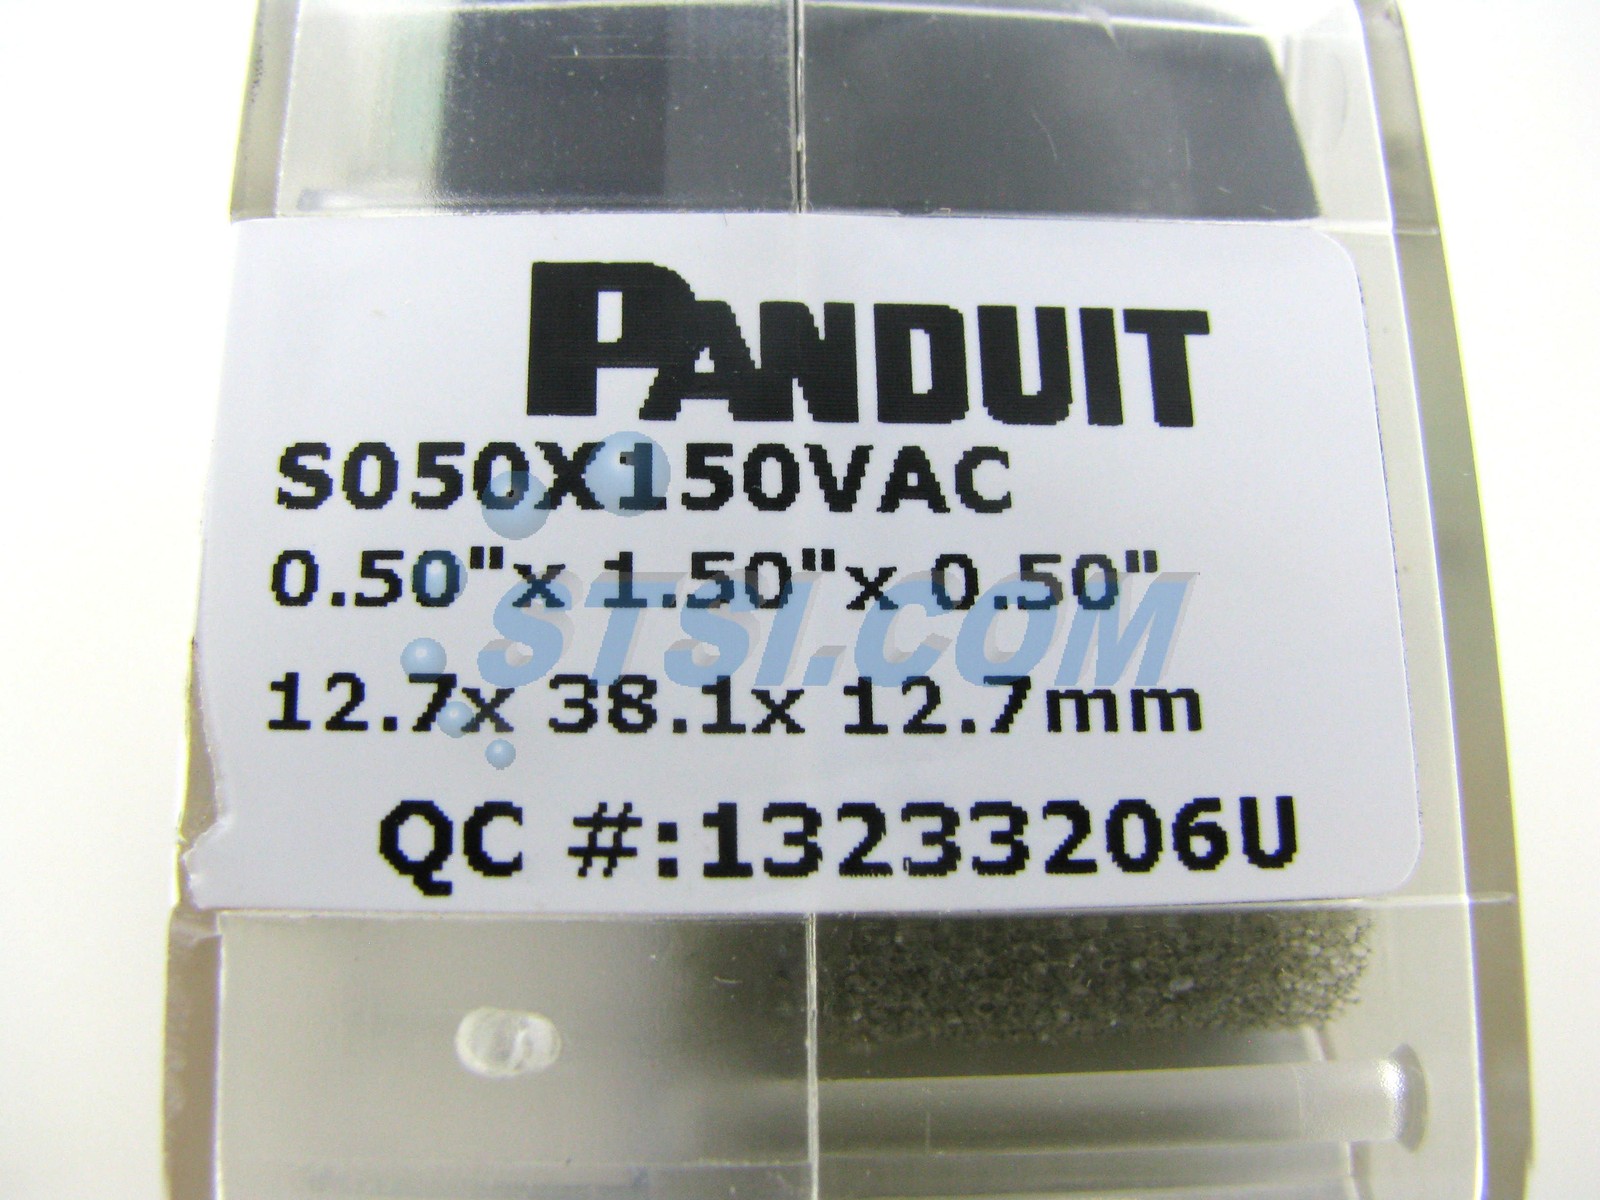 PANDUIT
S050X150VAC
0.50"x 1.50"x 0.50"
STSI.COM
12.7x 38.1x 12.7mm
QC #:13233206U